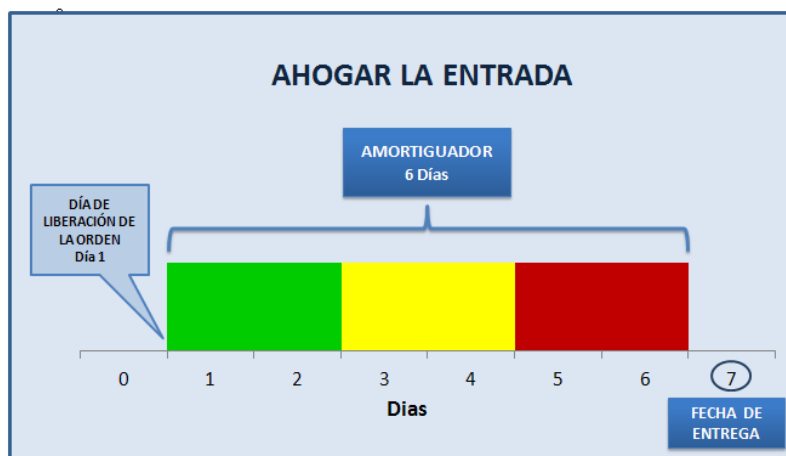 AHOGAR LA ENTRADA
AMORTIGUADOR
6 Días
DÍA DE
LIBERACIÓN DE
LA ORDEN
Día 1
0 1 2 3 4 5 6 7
Dias
FECHA DE
ENTREGA